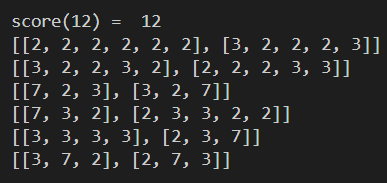 score(12) =  12
[[2, 2, 2, 2, 2, 2], [3, 2, 2, 2, 3]]
[[3, 2, 2, 3, 2], [2, 2, 2, 3, 3]]
[[7, 2, 3], [3, 2, 7]]
[[7, 3, 2], [2, 3, 3, 2, 2]]
[[3, 3, 3, 3], [2, 3, 7]]
[[3, 7, 2], [2, 7, 3]]